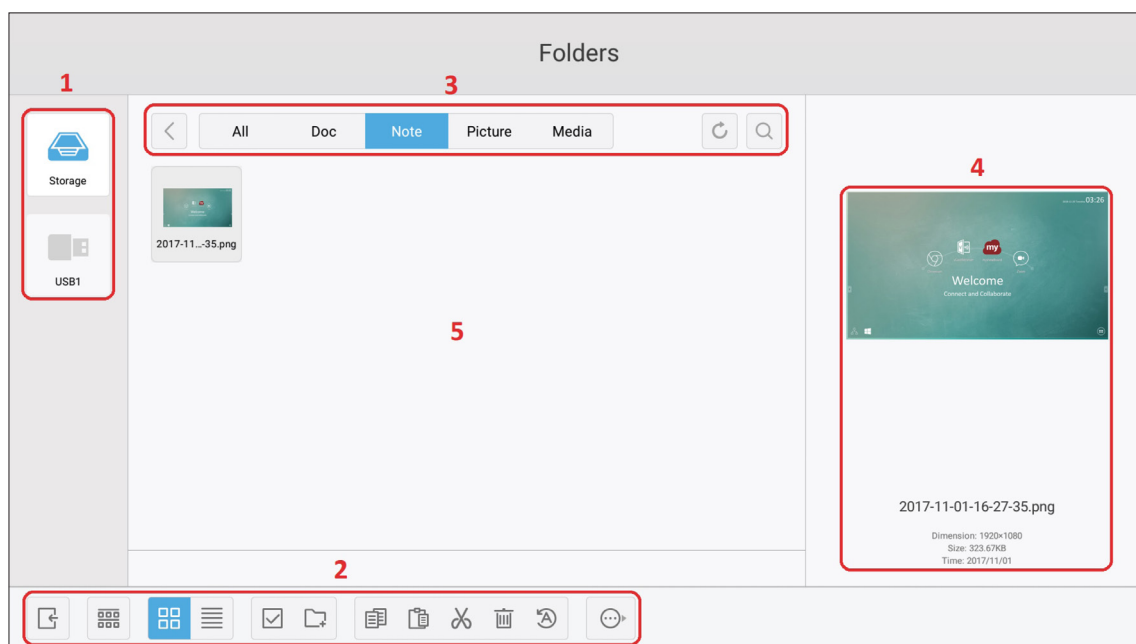 Folders
1
3
All Doc Note Picture Media
Storage
USB1
2017-11...-35.png
5
4
03:26
my
Welcome
Connect and Collaborate
2017-11-01-16-27-35.png
Dimension: 1920×1080
Size: 323.67KB
Time: 2017/11/01
2